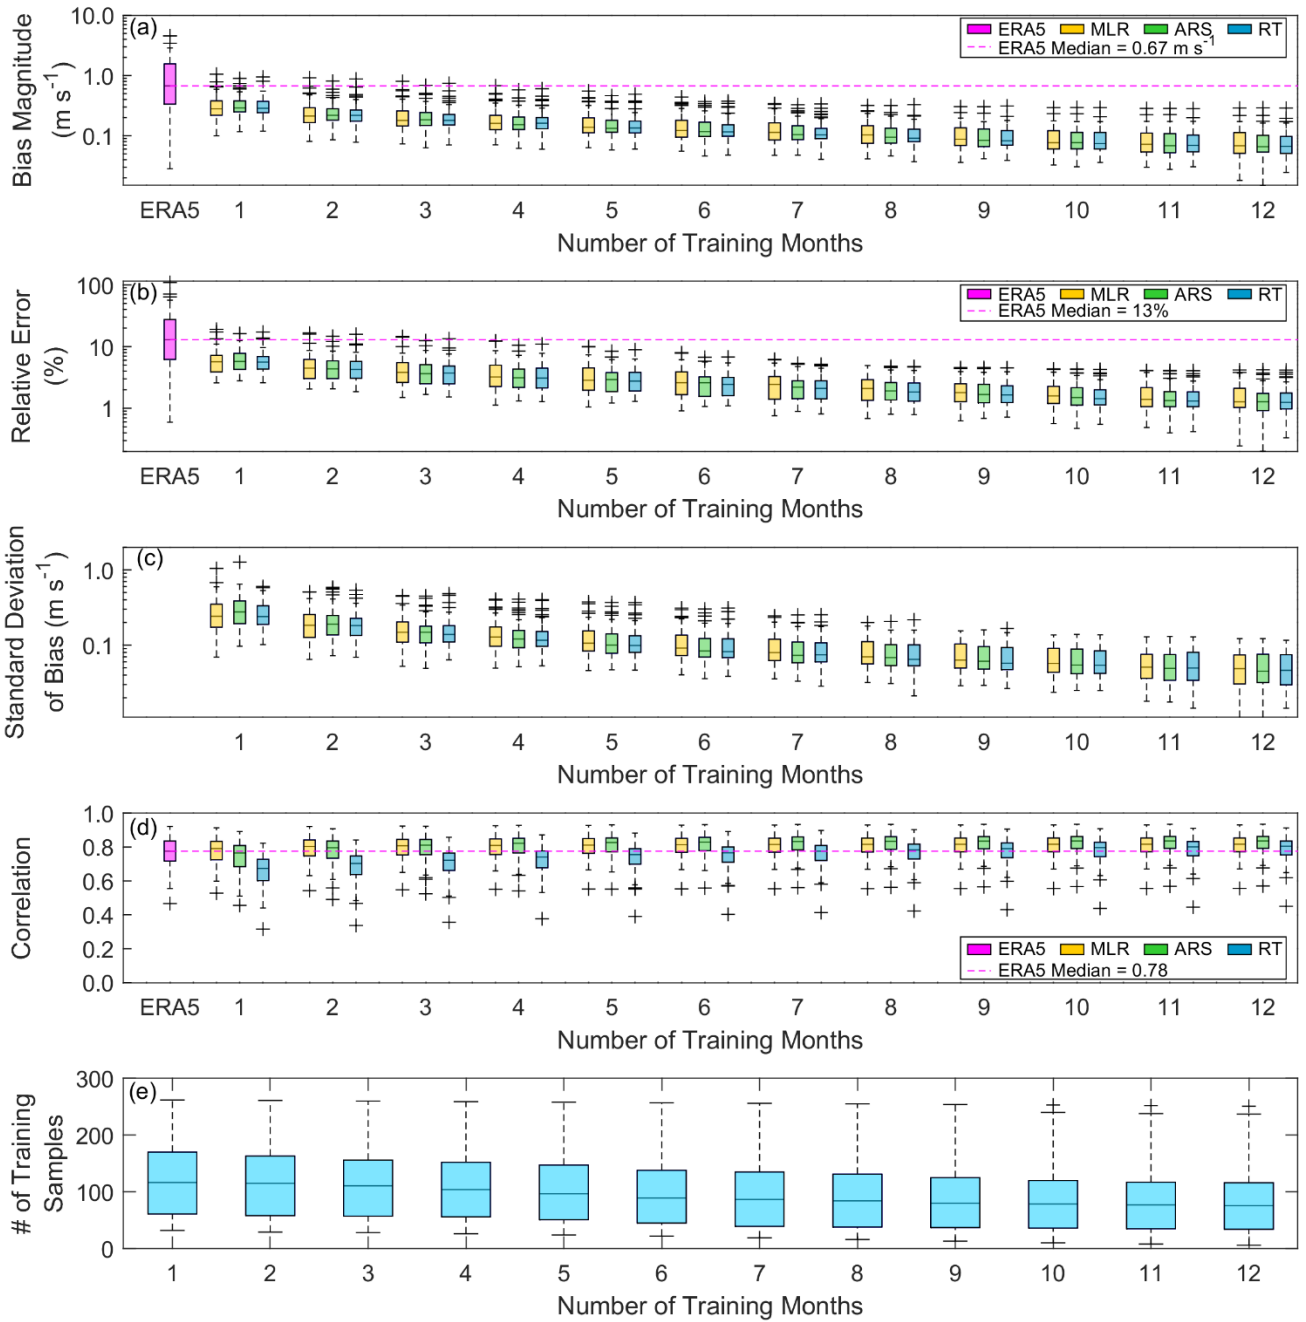 (a)
10.0
1.0
0.1
Bias Magnitude
(m s-1)
ERA5 MLR ARS RT
ERA5 Median = 0.67 m s-1
ERA5 1 2 3 4 5 6 7 8 9 10 11 12
Number of Training Months
(b)
100
10
1
Relative Error
(%)
ERA5 MLR ARS RT
ERA5 Median = 13%
ERA5 1 2 3 4 5 6 7 8 9 10 11 12
Number of Training Months
(c)
1.0
0.1
Standard Deviation
of Bias (m s-1)
1 2 3 4 5 6 7 8 9 10 11 12
Number of Training Months
(d)
1.0
0.8
0.6
0.4
0.2
0.0
Correlation
ERA5 MLR ARS RT
ERA5 Median = 0.78
ERA5 1 2 3 4 5 6 7 8 9 10 11 12
Number of Training Months
(e)
300
200
100
0
# of Training
Samples
1 2 3 4 5 6 7 8 9 10 11 12
Number of Training Months